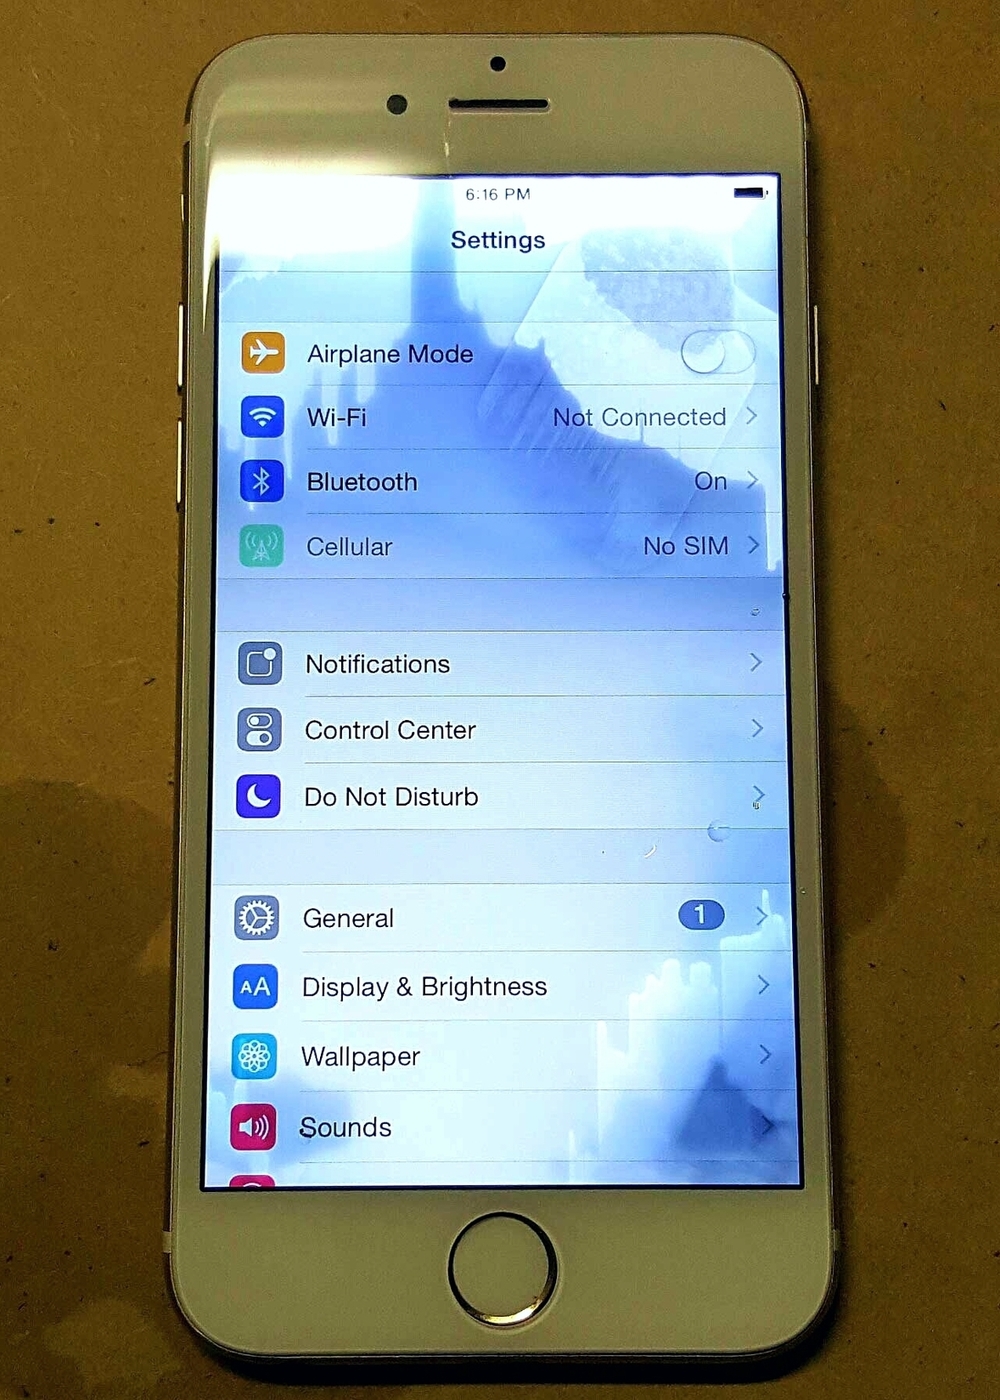 6:16 PM
Settings
Airplane Mode
Wi-Fi Not Connected
Bluetooth On
Cellular No SIM
Notifications
Control Center
Do Not Disturb
General 1
AA Display & Brightness
Wallpaper
Sounds